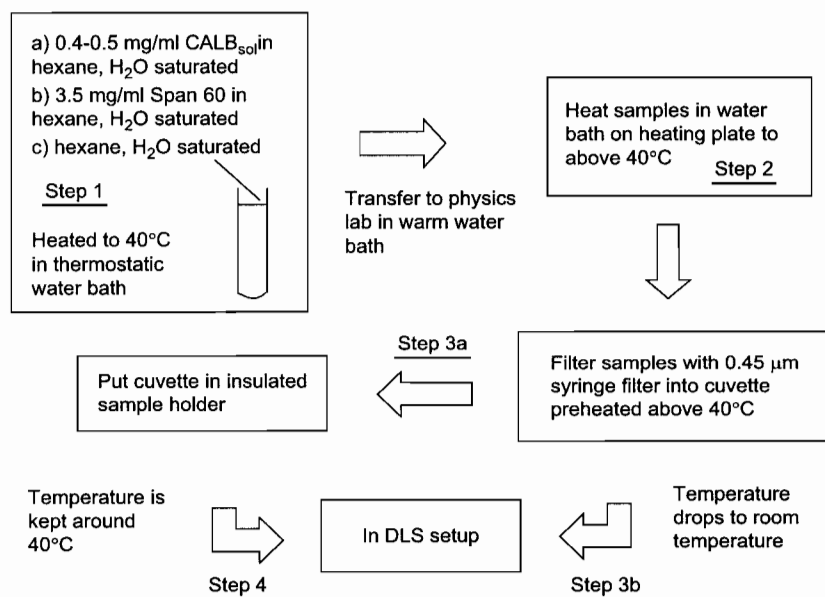 a) 0.4-0.5 mg/ml CALBsol in
hexane, H2O saturated
b) 3.5 mg/ml Span 60 in
hexane, H2O saturated
c) hexane, H2O saturated
Step 1
Heated to 40°C
in thermostatic
water bath
Transfer to physics
lab in warm water
bath
Heat samples in water
bath on heating plate to
above 40°C
Step 2
Filter samples with 0.45 μm
syringe filter into cuvette
preheated above 40°C
Step 3a
Put cuvette in insulated
sample holder
Temperature is
kept around
40°C
Step 4
In DLS setup
Temperature
drops to room
temperature
Step 3b